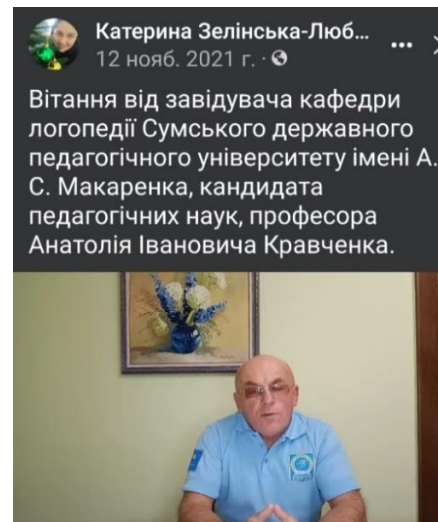 Катерина Зелінська-Люб...
12 нояб. 2021 г. ·
Вітання від завідувача кафедри
логопедії Сумського державного
педагогічного університету імені А.
С. Макаренка, кандидата
педагогічних наук, професора
Анатолія Івановича Кравченка.